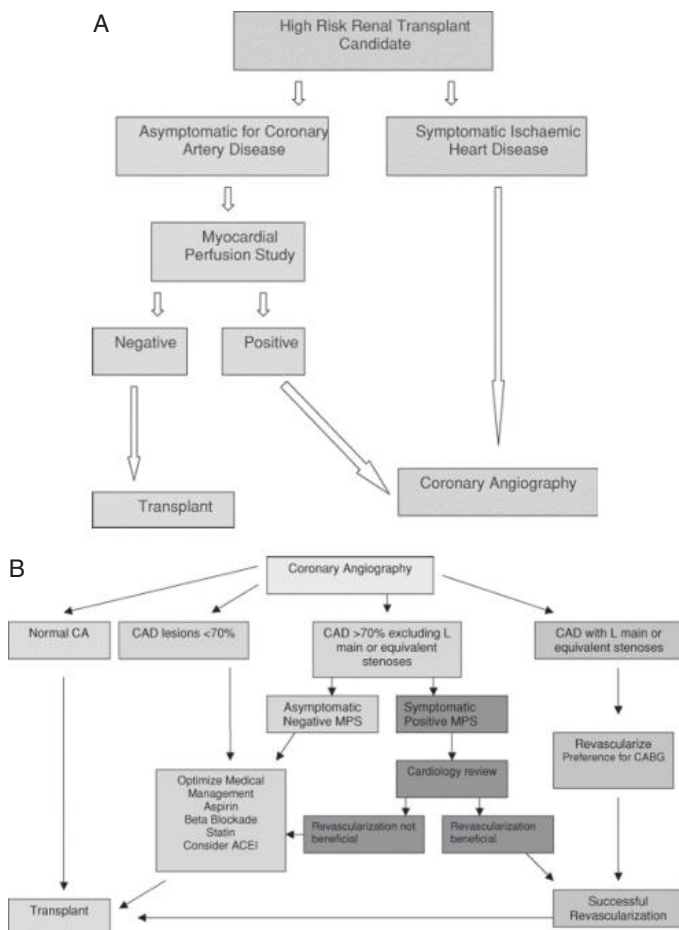 A
High Risk Renal Transplant
Candidate
Asymptomatic for Coronary
Artery Disease
Symptomatic Ischaemic
Heart Disease
Myocardial
Perfusion Study
Negative
Positive
Transplant
Coronary Angiography
B
Coronary Angiography
Normal CA
CAD lesions <70%
CAD >70% excluding L
main or equivalent
stenoses
CAD with L main or
equivalent stenoses
Asymptomatic
Negative MPS
Symptomatic
Positive MPS
Revascularize
Preference for CABG
Cardiology review
Optimize Medical
Management
Aspirin
Beta Blockade
Statin
Consider ACEI
Revascularization not
beneficial
Revascularization
beneficial
Transplant
Successful
Revascularization